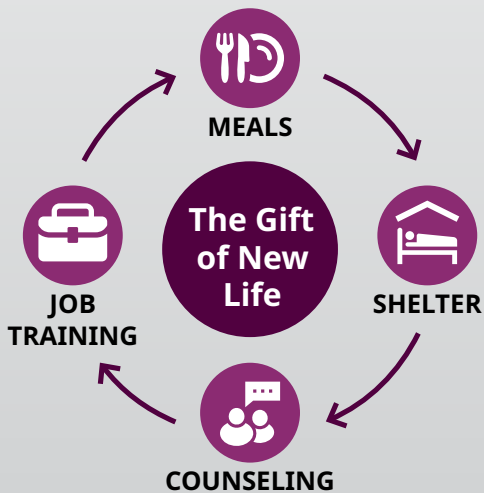 MEALS
The Gift
of New
Life
SHELTER
JOB
TRAINING
COUNSELING